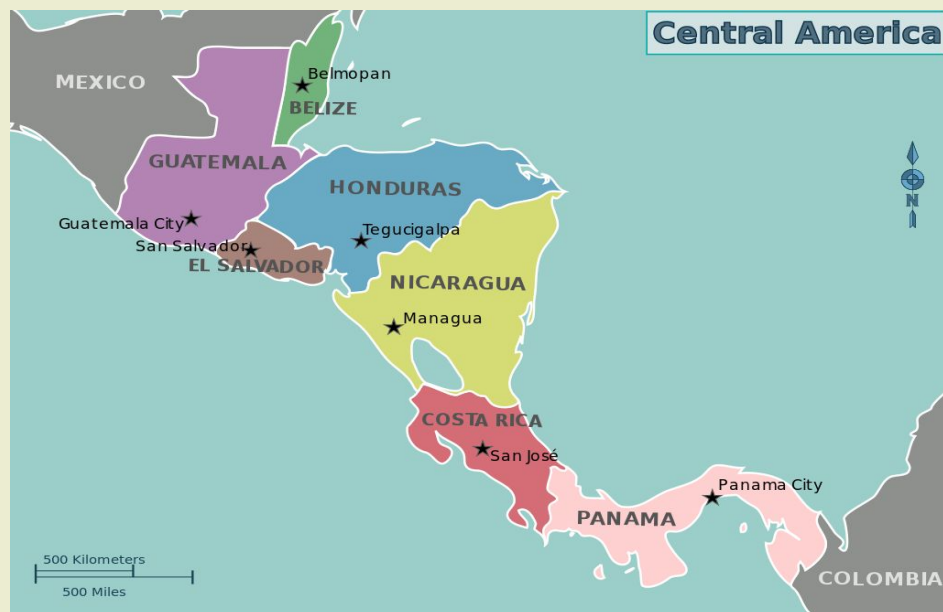 Central America
MEXICO
Belmopan
BELIZE
GUATEMALA
HONDURAS
N
Guatemala City
Tegucigalpa
San Salvador
EL SALVADOR
NICARAGUA
Managua
COSTA RICA
San José
Panama City
PANAMA
500 Kilometers
500 Miles
COLOMBIA